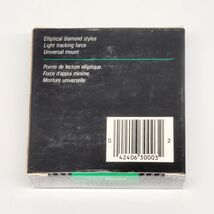 Elliptical diamond stylus
Light tracking force
Universal mount
Pointe de lecture elliptique
Force d'appui minime
Monture universelle
0 2
42406 30003